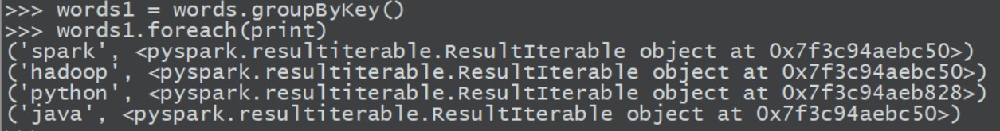 >>> words1 = words.groupByKey()
>>> words1.foreach(print)
('spark', <pyspark.resultiterable.ResultIterable object at 0x7f3c94aebc50>)
('hadoop', <pyspark.resultiterable.ResultIterable object at 0x7f3c94aebc50>)
('python', <pyspark.resultiterable.ResultIterable object at 0x7f3c94aeb828>)
('java', <pyspark.resultiterable.ResultIterable object at 0x7f3c94aebc50>)